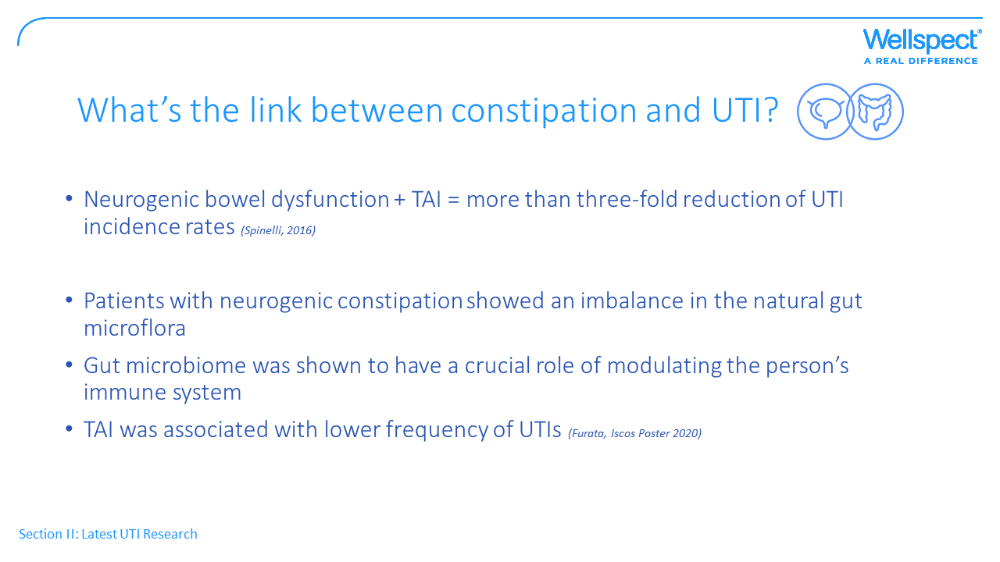 Wellspect®
A REAL DIFFERENCE
What’s the link between constipation and UTI?
• Neurogenic bowel dysfunction + TAI = more than three-fold reduction of UTI
incidence rates (Spinelli, 2016)
• Patients with neurogenic constipation showed an imbalance in the natural gut
microflora
• Gut microbiome was shown to have a crucial role of modulating the person’s
immune system
• TAI was associated with lower frequency of UTIs (Furata, Iscos Poster 2020)
Section II: Latest UTI Research